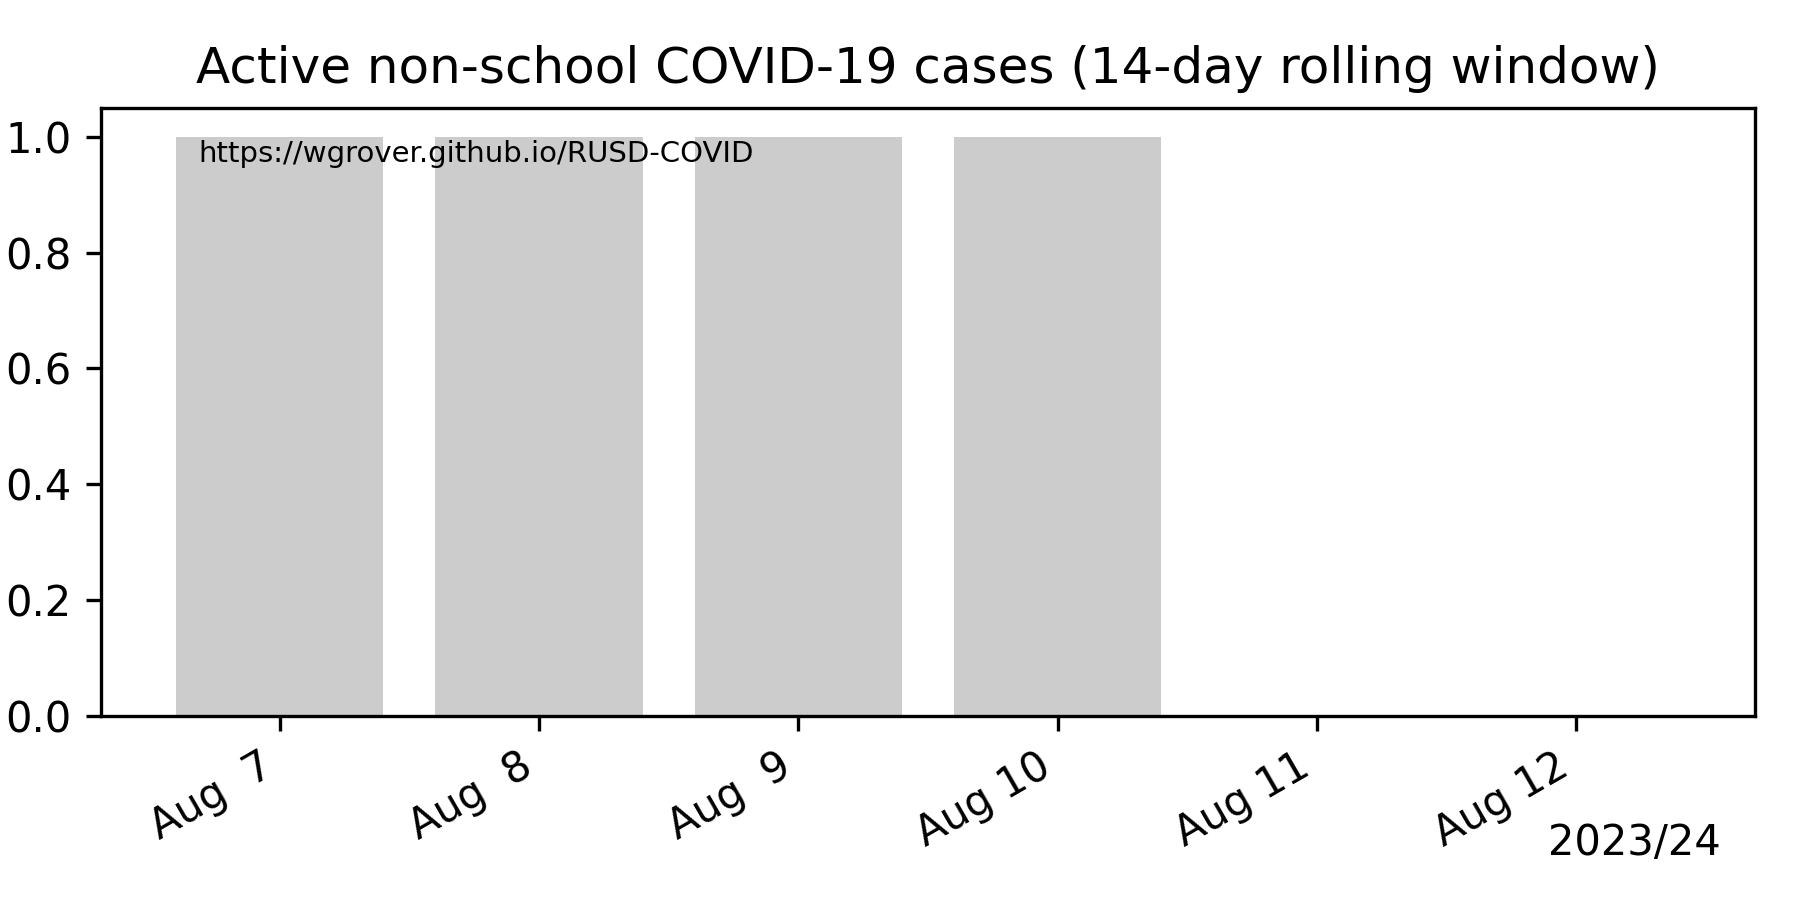 Active non-school COVID-19 cases (14-day rolling window)
1.0
https://wgrover.github.io/RUSD-COVID
0.8
0.6
0.4
0.2
0.0
Aug 7
Aug 8
Aug 9
Aug 10
Aug 11
Aug 12
2023/24